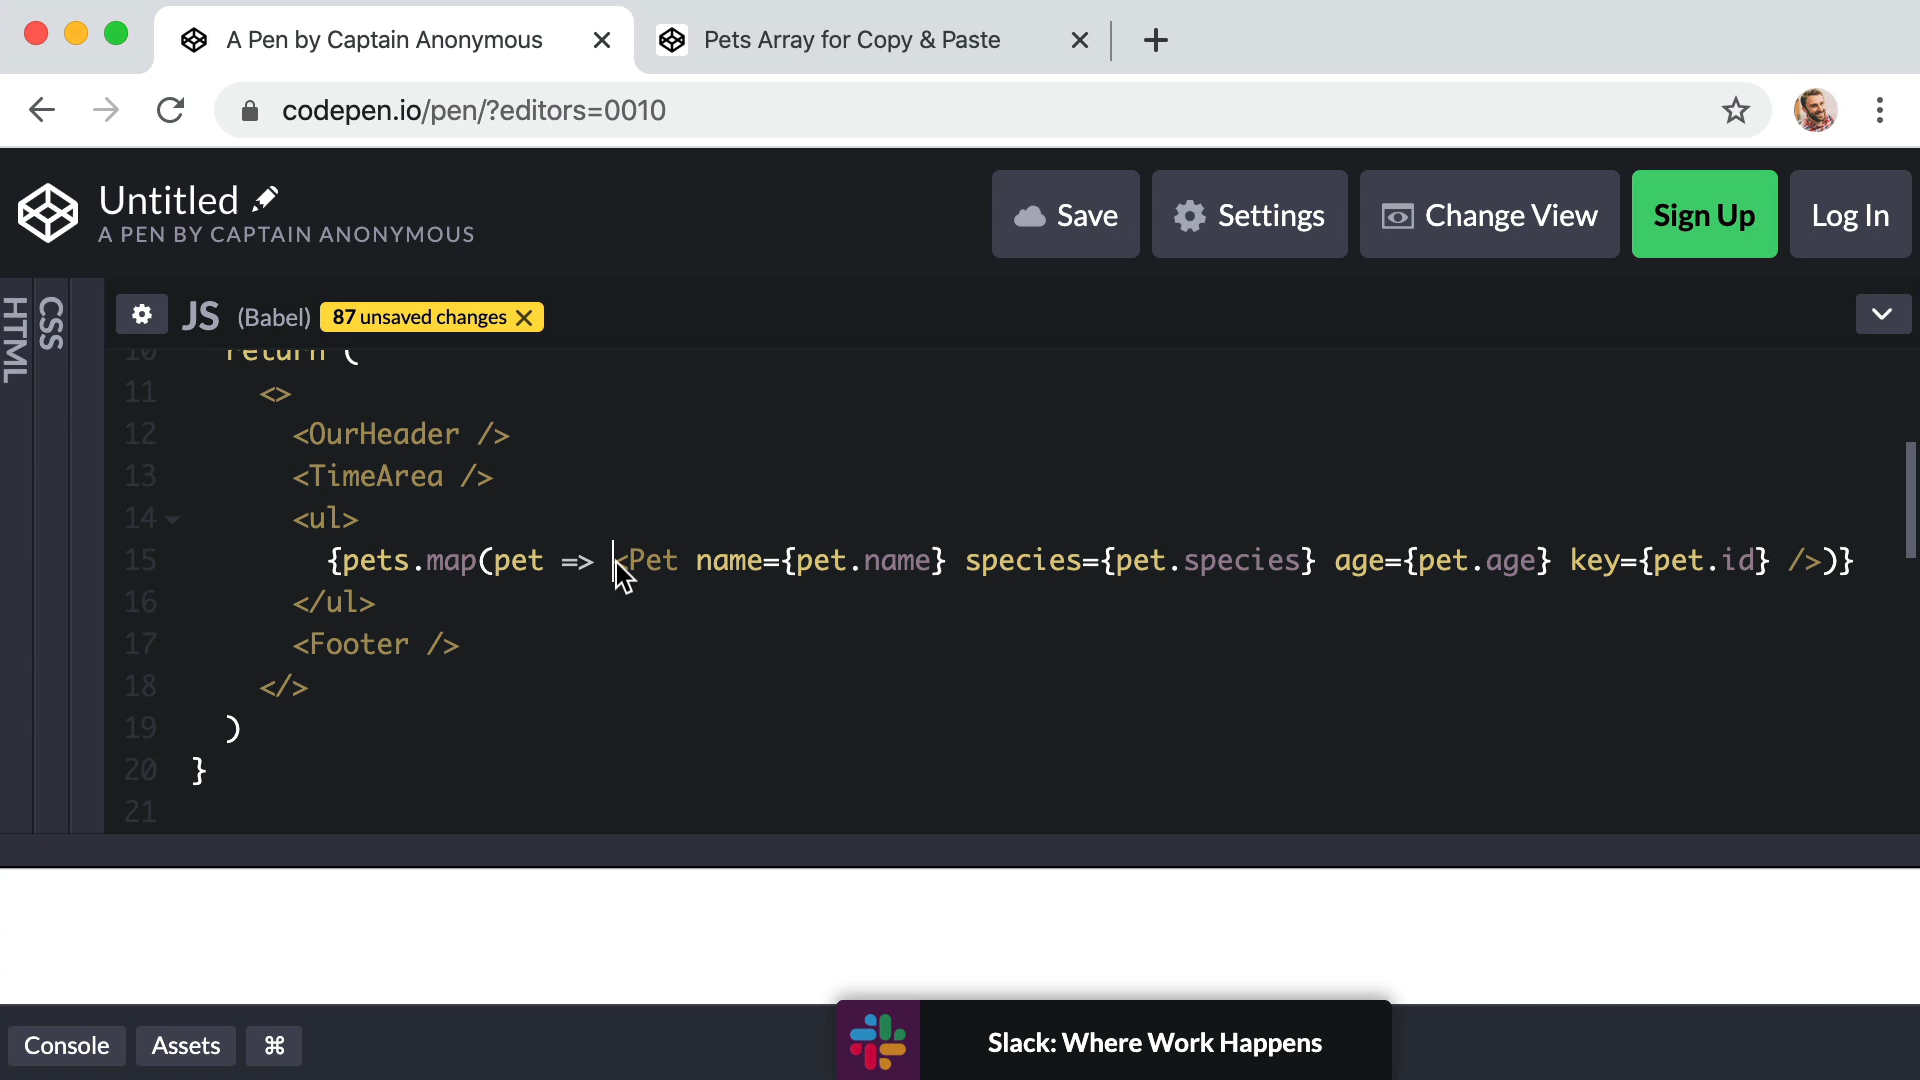 A Pen by Captain Anonymous
Pets Array for Copy & Paste
codepen.io/pen/?editors=0010
Untitled
A PEN BY CAPTAIN ANONYMOUS
Save
Settings
Change View
Sign Up
Log In
HTML
CSS
JS (Babel) 87 unsaved changes
10 return (
11 <>
12 <OurHeader />
13 <TimeArea />
14 <ul>
15 {pets.map(pet => <Pet name={pet.name} species={pet.species} age={pet.age} key={pet.id} />)}
16 </ul>
17 <Footer />
18 </>
19 )
20 }
21
Console
Assets
⌘
Slack: Where Work Happens